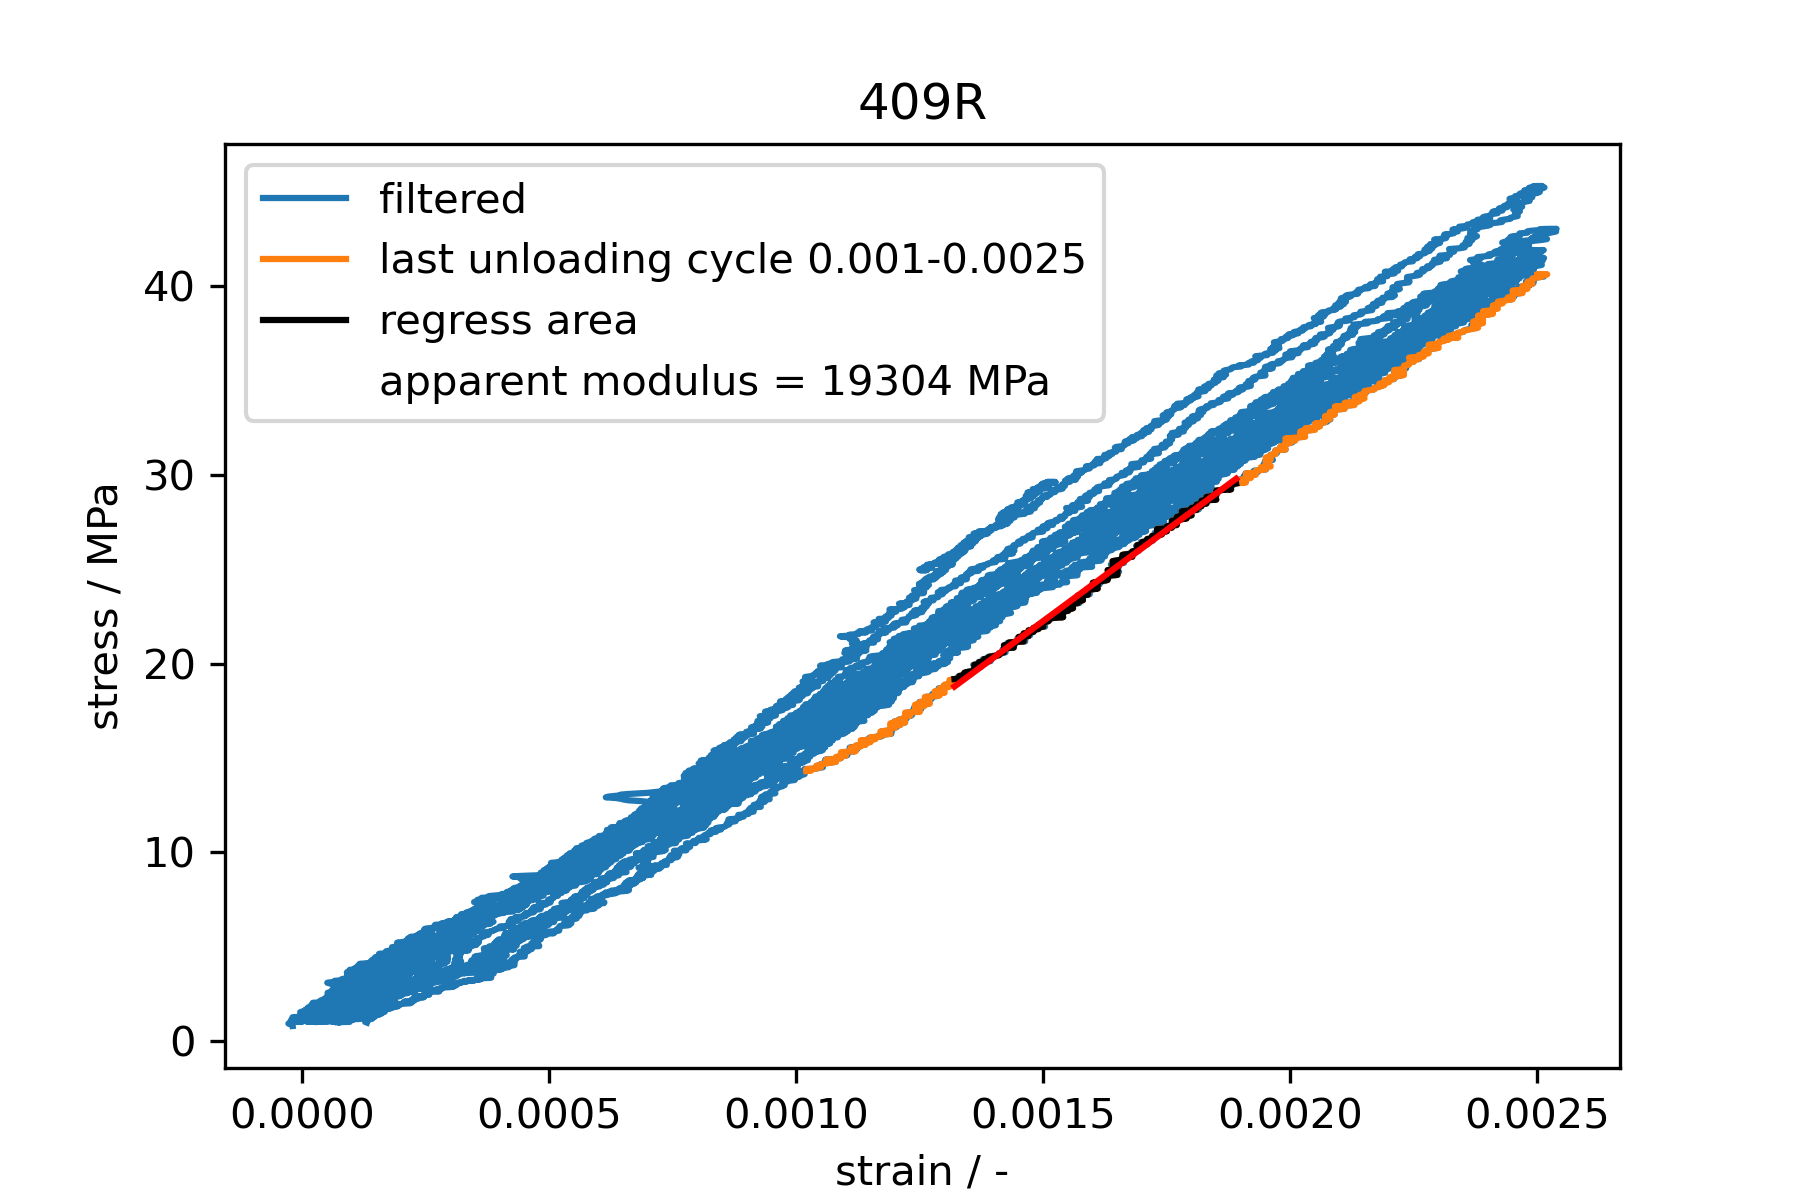 409R
filtered
last unloading cycle 0.001-0.0025
regress area
apparent modulus = 19304 MPa
stress / MPa
40
30
20
10
0
0.0000 0.0005 0.0010 0.0015 0.0020 0.0025
strain / -